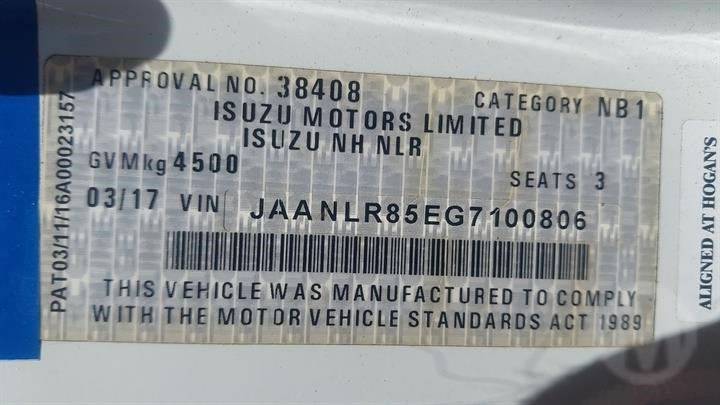 APPROVAL NO. 38408
CATEGORY NB1
ISUZU MOTORS LIMITED
ISUZU NH NLR
GVMkg 4500
SEATS 3
03/17 VIN JAANLR85EG7100806
THIS VEHICLE WAS MANUFACTURED TO COMPLY
WITH THE MOTOR VEHICLE STANDARDS ACT 1989
PAT03/11/16A00023157
ALIGNED AT HOGAN'S